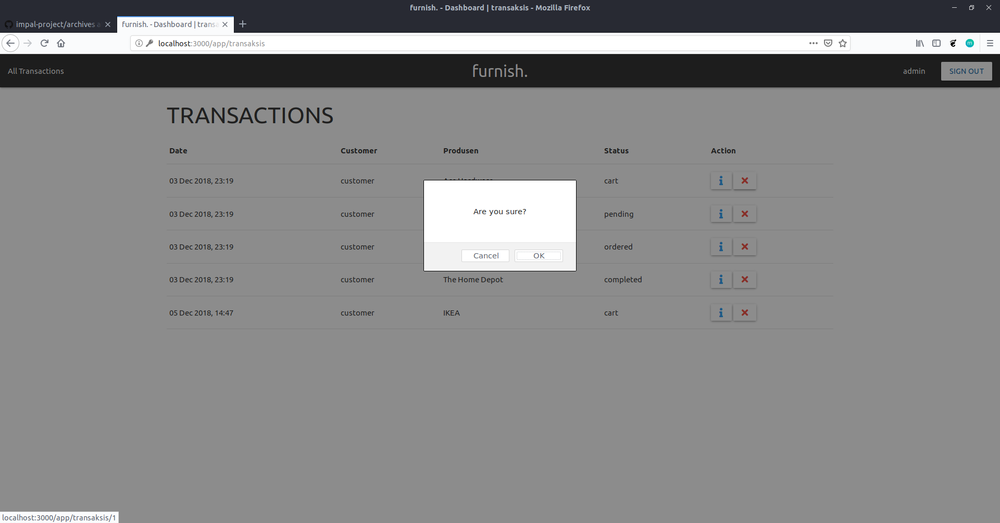 furnish. - Dashboard | transaksis - Mozilla Firefox
impal-project/archives
furnish. - Dashboard | transa
localhost:3000/app/transaksis
All Transactions
furnish.
admin
SIGN OUT
TRANSACTIONS
Date Customer Produsen Status Action
03 Dec 2018, 23:19 customer cart
03 Dec 2018, 23:19 customer pending
03 Dec 2018, 23:19 customer ordered
03 Dec 2018, 23:19 customer The Home Depot completed
05 Dec 2018, 14:47 customer IKEA cart
Are you sure?
Cancel
OK
localhost:3000/app/transaksis/1